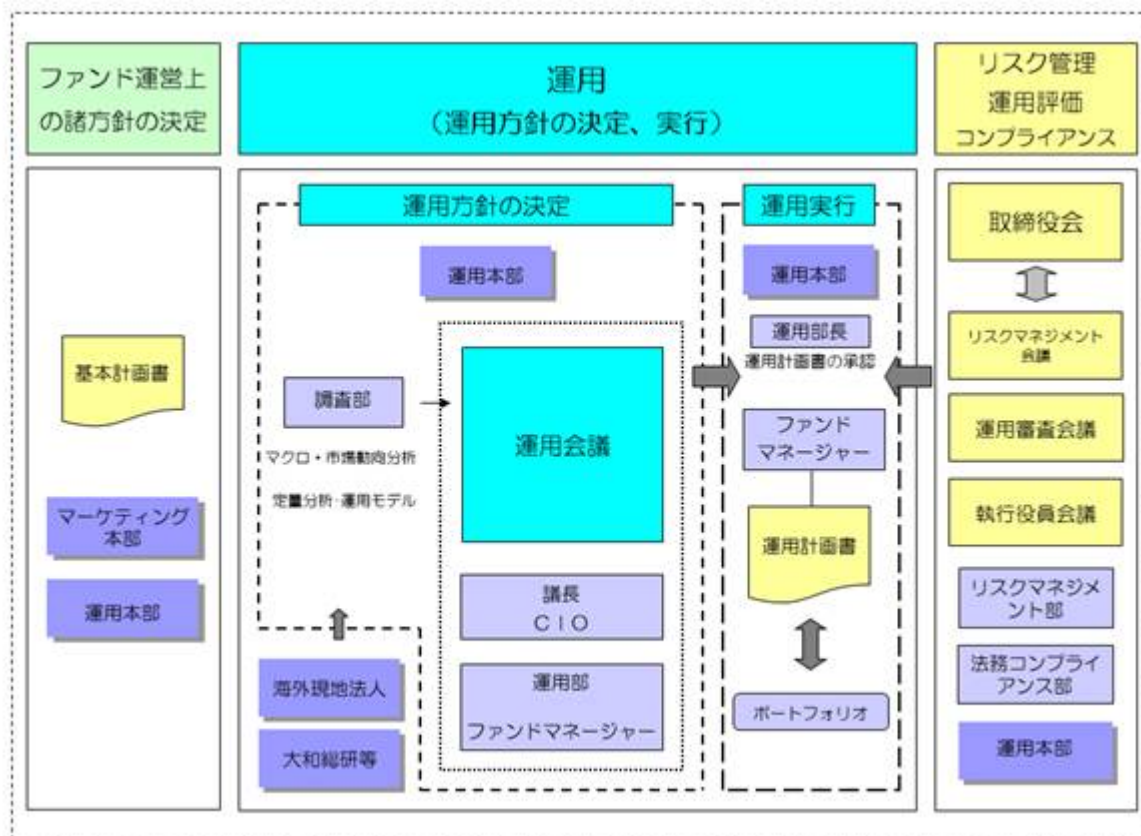 ファンド運営上
の諸方針の決定
運用
（運用方針の決定、実行）
リスク管理
運用評価
コンプライアンス
基本計画書
マーケティング
本部
運用本部
運用方針の決定
運用本部
調査部
マクロ・市場動向分析
定量分析・運用モデル
運用会議
議長
ＣＩＯ
運用部
ファンドマネージャー
海外現地法人
大和総研等
運用実行
運用本部
運用部長
運用計画書の承認
ファンド
マネージャー
運用計画書
ポートフォリオ
取締役会
リスクマネジメント
会議
運用審査会議
執行役員会議
リスクマネジメ
ント部
法務コンプライ
アンス部
運用本部